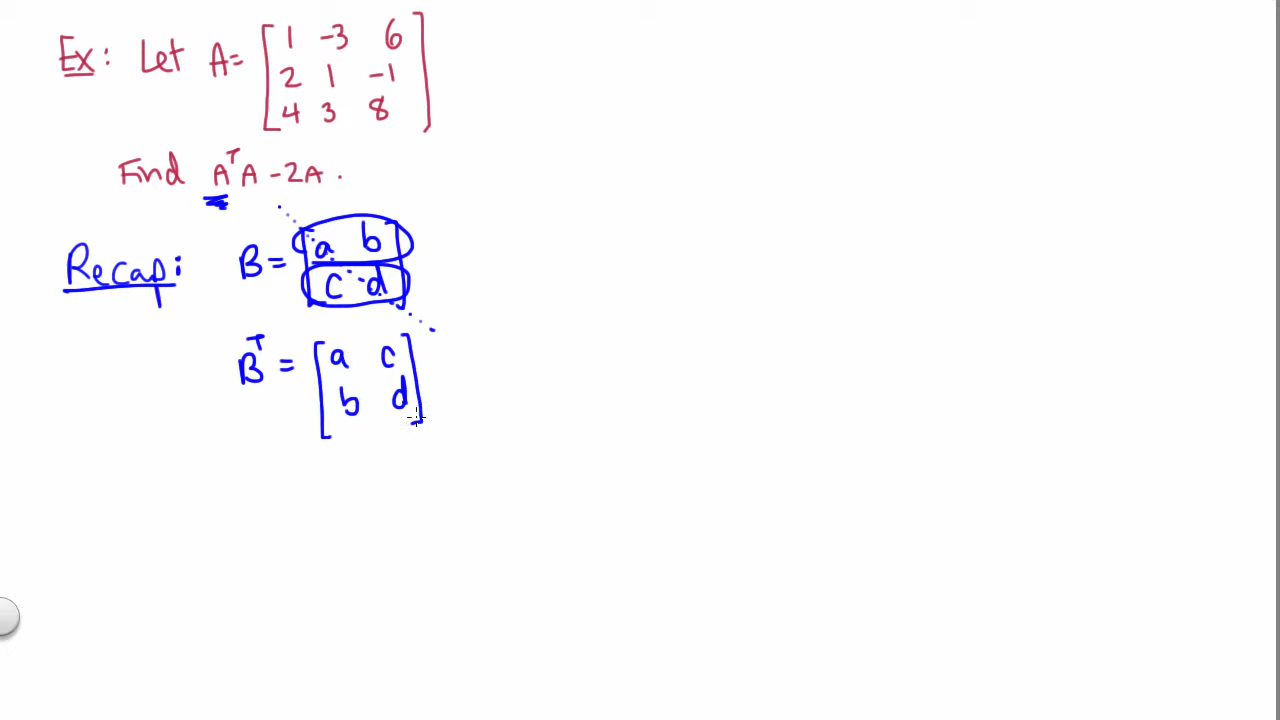 Ex: Let A= [1 -3 6
2 1 -1
4 3 8]
Find AᵀA -2A .
Recap: B = [a b
c d]
Bᵀ = [a c
b d]